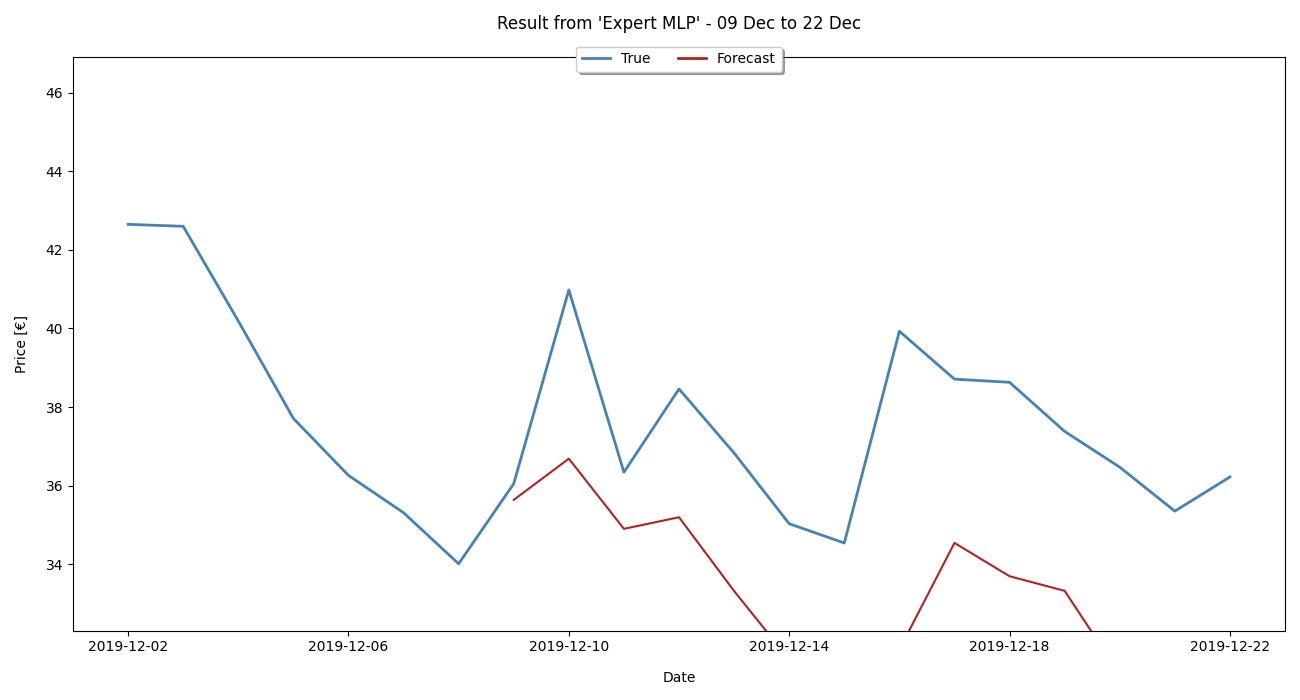 Result from 'Expert MLP' - 09 Dec to 22 Dec
True Forecast
46
44
42
40
38
36
34
Price [€]
2019-12-02 2019-12-06 2019-12-10 2019-12-14 2019-12-18 2019-12-22
Date